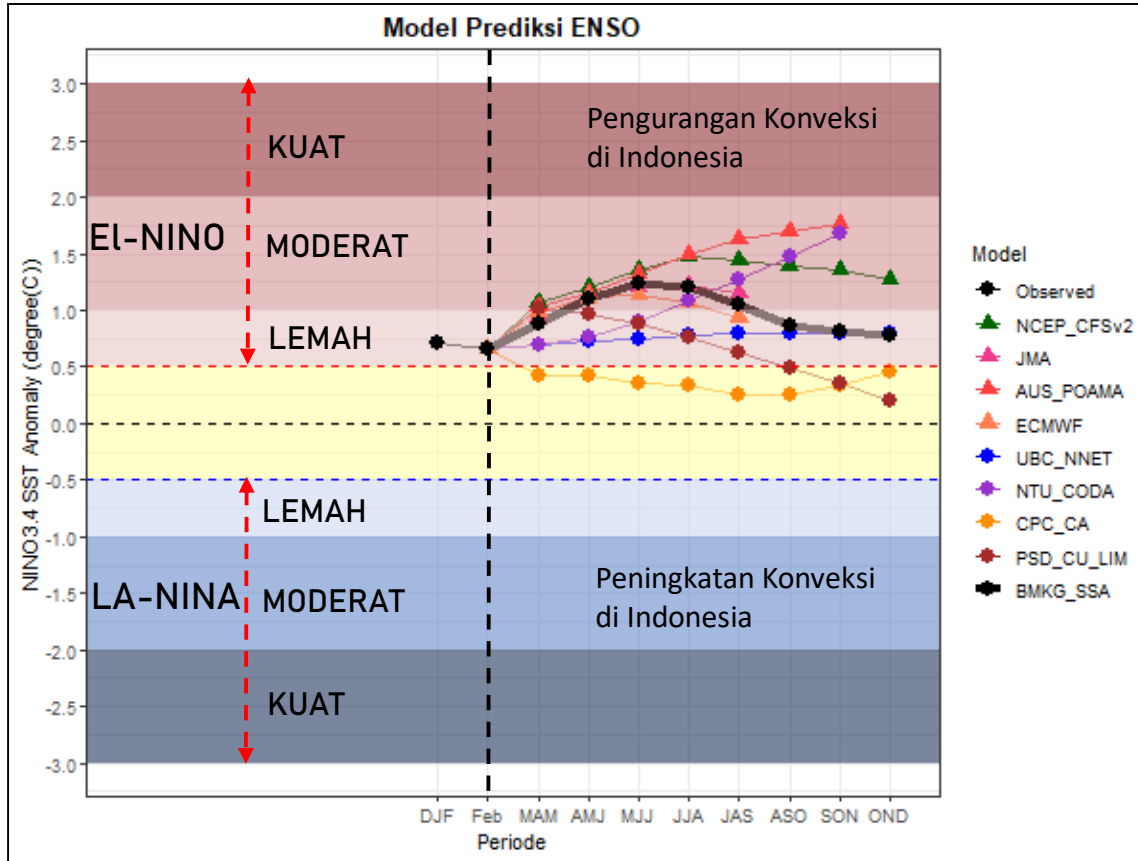 Model Prediksi ENSO
NINO3.4 SST Anomaly (degree(C))
3.0
2.5
2.0
1.5
1.0
0.5
0.0
-0.5
-1.0
-1.5
-2.0
-2.5
-3.0
KUAT
Pengurangan Konveksi
di Indonesia
El-NINO
MODERAT
LEMAH
LEMAH
LA-NINA
MODERAT
Peningkatan Konveksi
di Indonesia
KUAT
DJF Feb MAM AMJ MJJ JJA JAS ASO SON OND
Periode
Model
Observed
NCEP_CFSv2
JMA
AUS_POAMA
ECMWF
UBC_NNET
NTU_CODA
CPC_CA
PSD_CU_LIM
BMKG_SSA